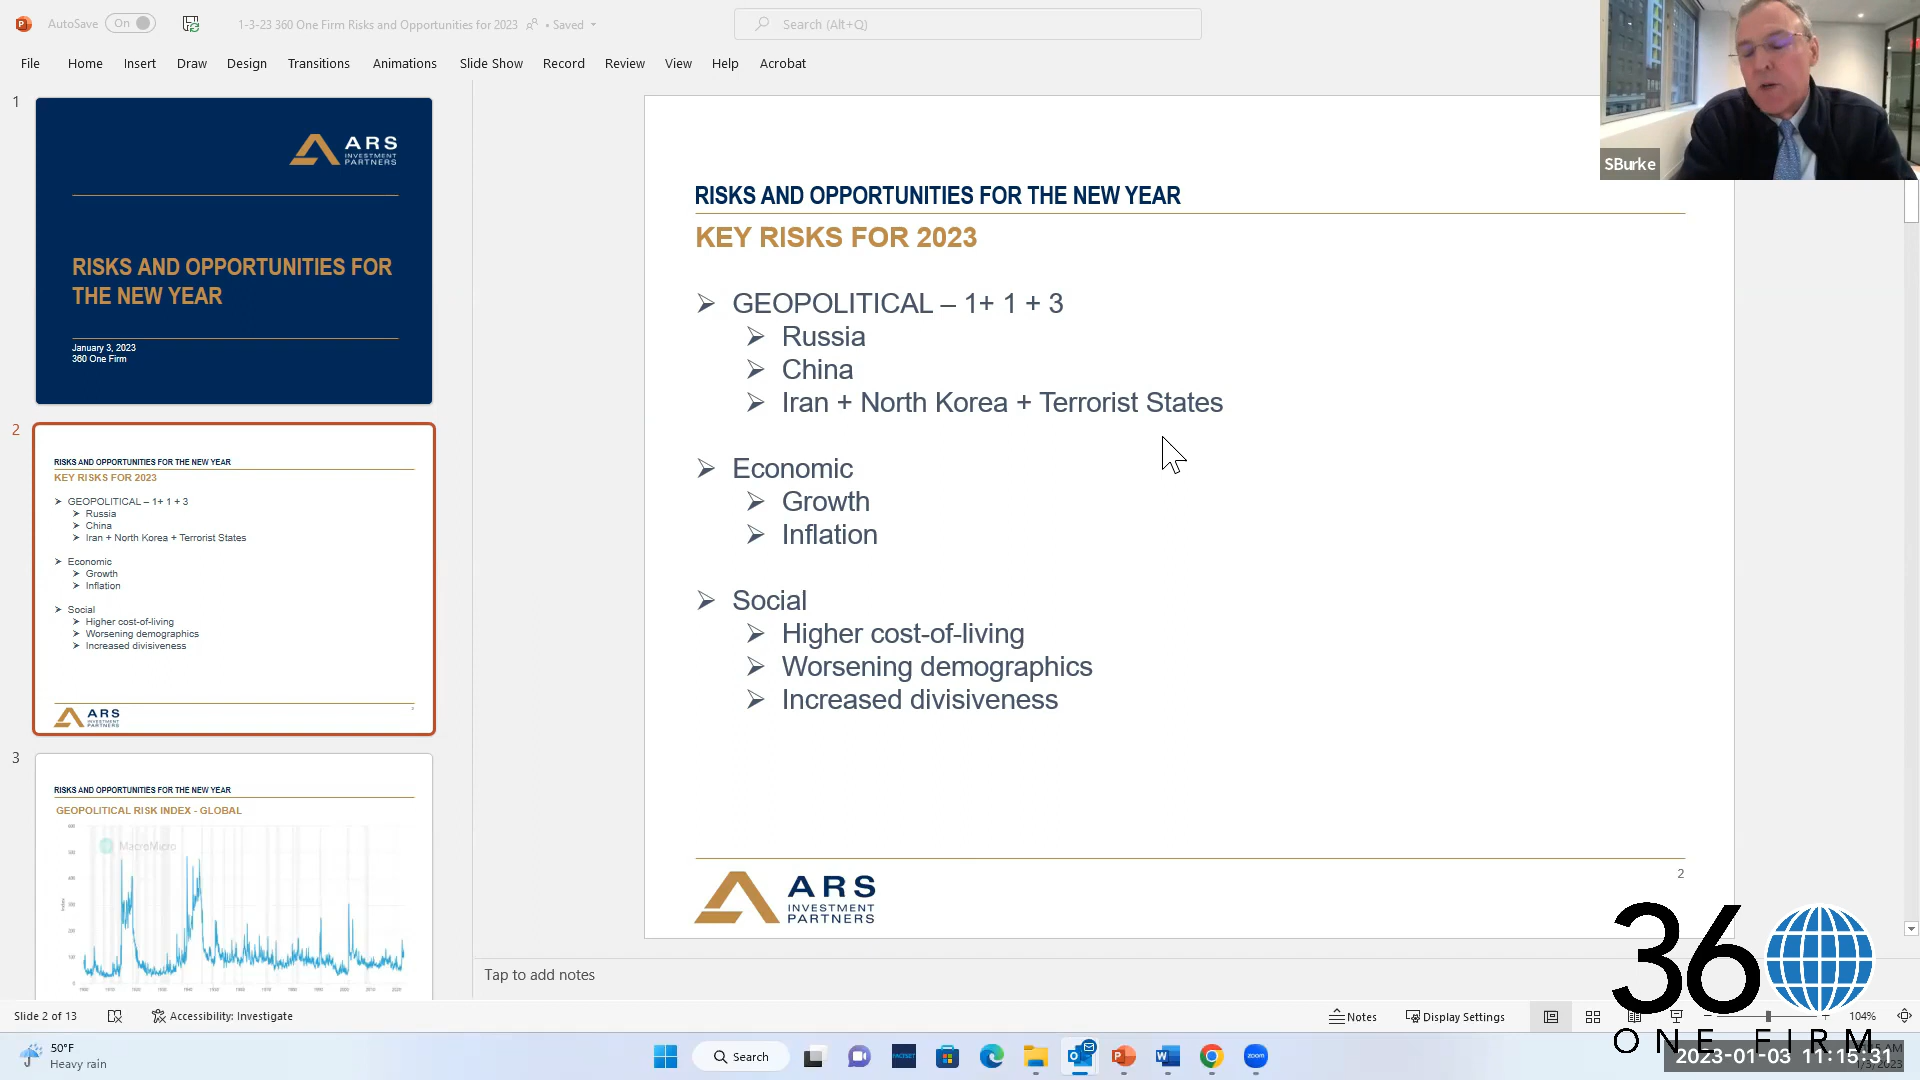 AutoSave On
1-3-23 360 One Firm Risks and Opportunities for 2023 • Saved
Search (Alt+Q)
File Home Insert Draw Design Transitions Animations Slide Show Record Review View Help Acrobat
SBurke
1
ARS
INVESTMENT
PARTNERS
RISKS AND OPPORTUNITIES FOR
THE NEW YEAR
January 3, 2023
360 One Firm
2
RISKS AND OPPORTUNITIES FOR THE NEW YEAR
KEY RISKS FOR 2023
GEOPOLITICAL – 1+ 1 + 3
Russia
China
Iran + North Korea + Terrorist States
Economic
Growth
Inflation
Social
Higher cost-of-living
Worsening demographics
Increased divisiveness
ARS
INVESTMENT
PARTNERS
2
3
RISKS AND OPPORTUNITIES FOR THE NEW YEAR
GEOPOLITICAL RISK INDEX - GLOBAL
MacroMicro
RISKS AND OPPORTUNITIES FOR THE NEW YEAR
KEY RISKS FOR 2023
GEOPOLITICAL – 1+ 1 + 3
Russia
China
Iran + North Korea + Terrorist States
Economic
Growth
Inflation
Social
Higher cost-of-living
Worsening demographics
Increased divisiveness
2
ARS
INVESTMENT
PARTNERS
Tap to add notes
Slide 2 of 13 Accessibility: Investigate
Notes Display Settings 104%
360
ONE FIRM
50°F
Heavy rain
Search
FACTSET
zoom
2023-01-03 11:15:31